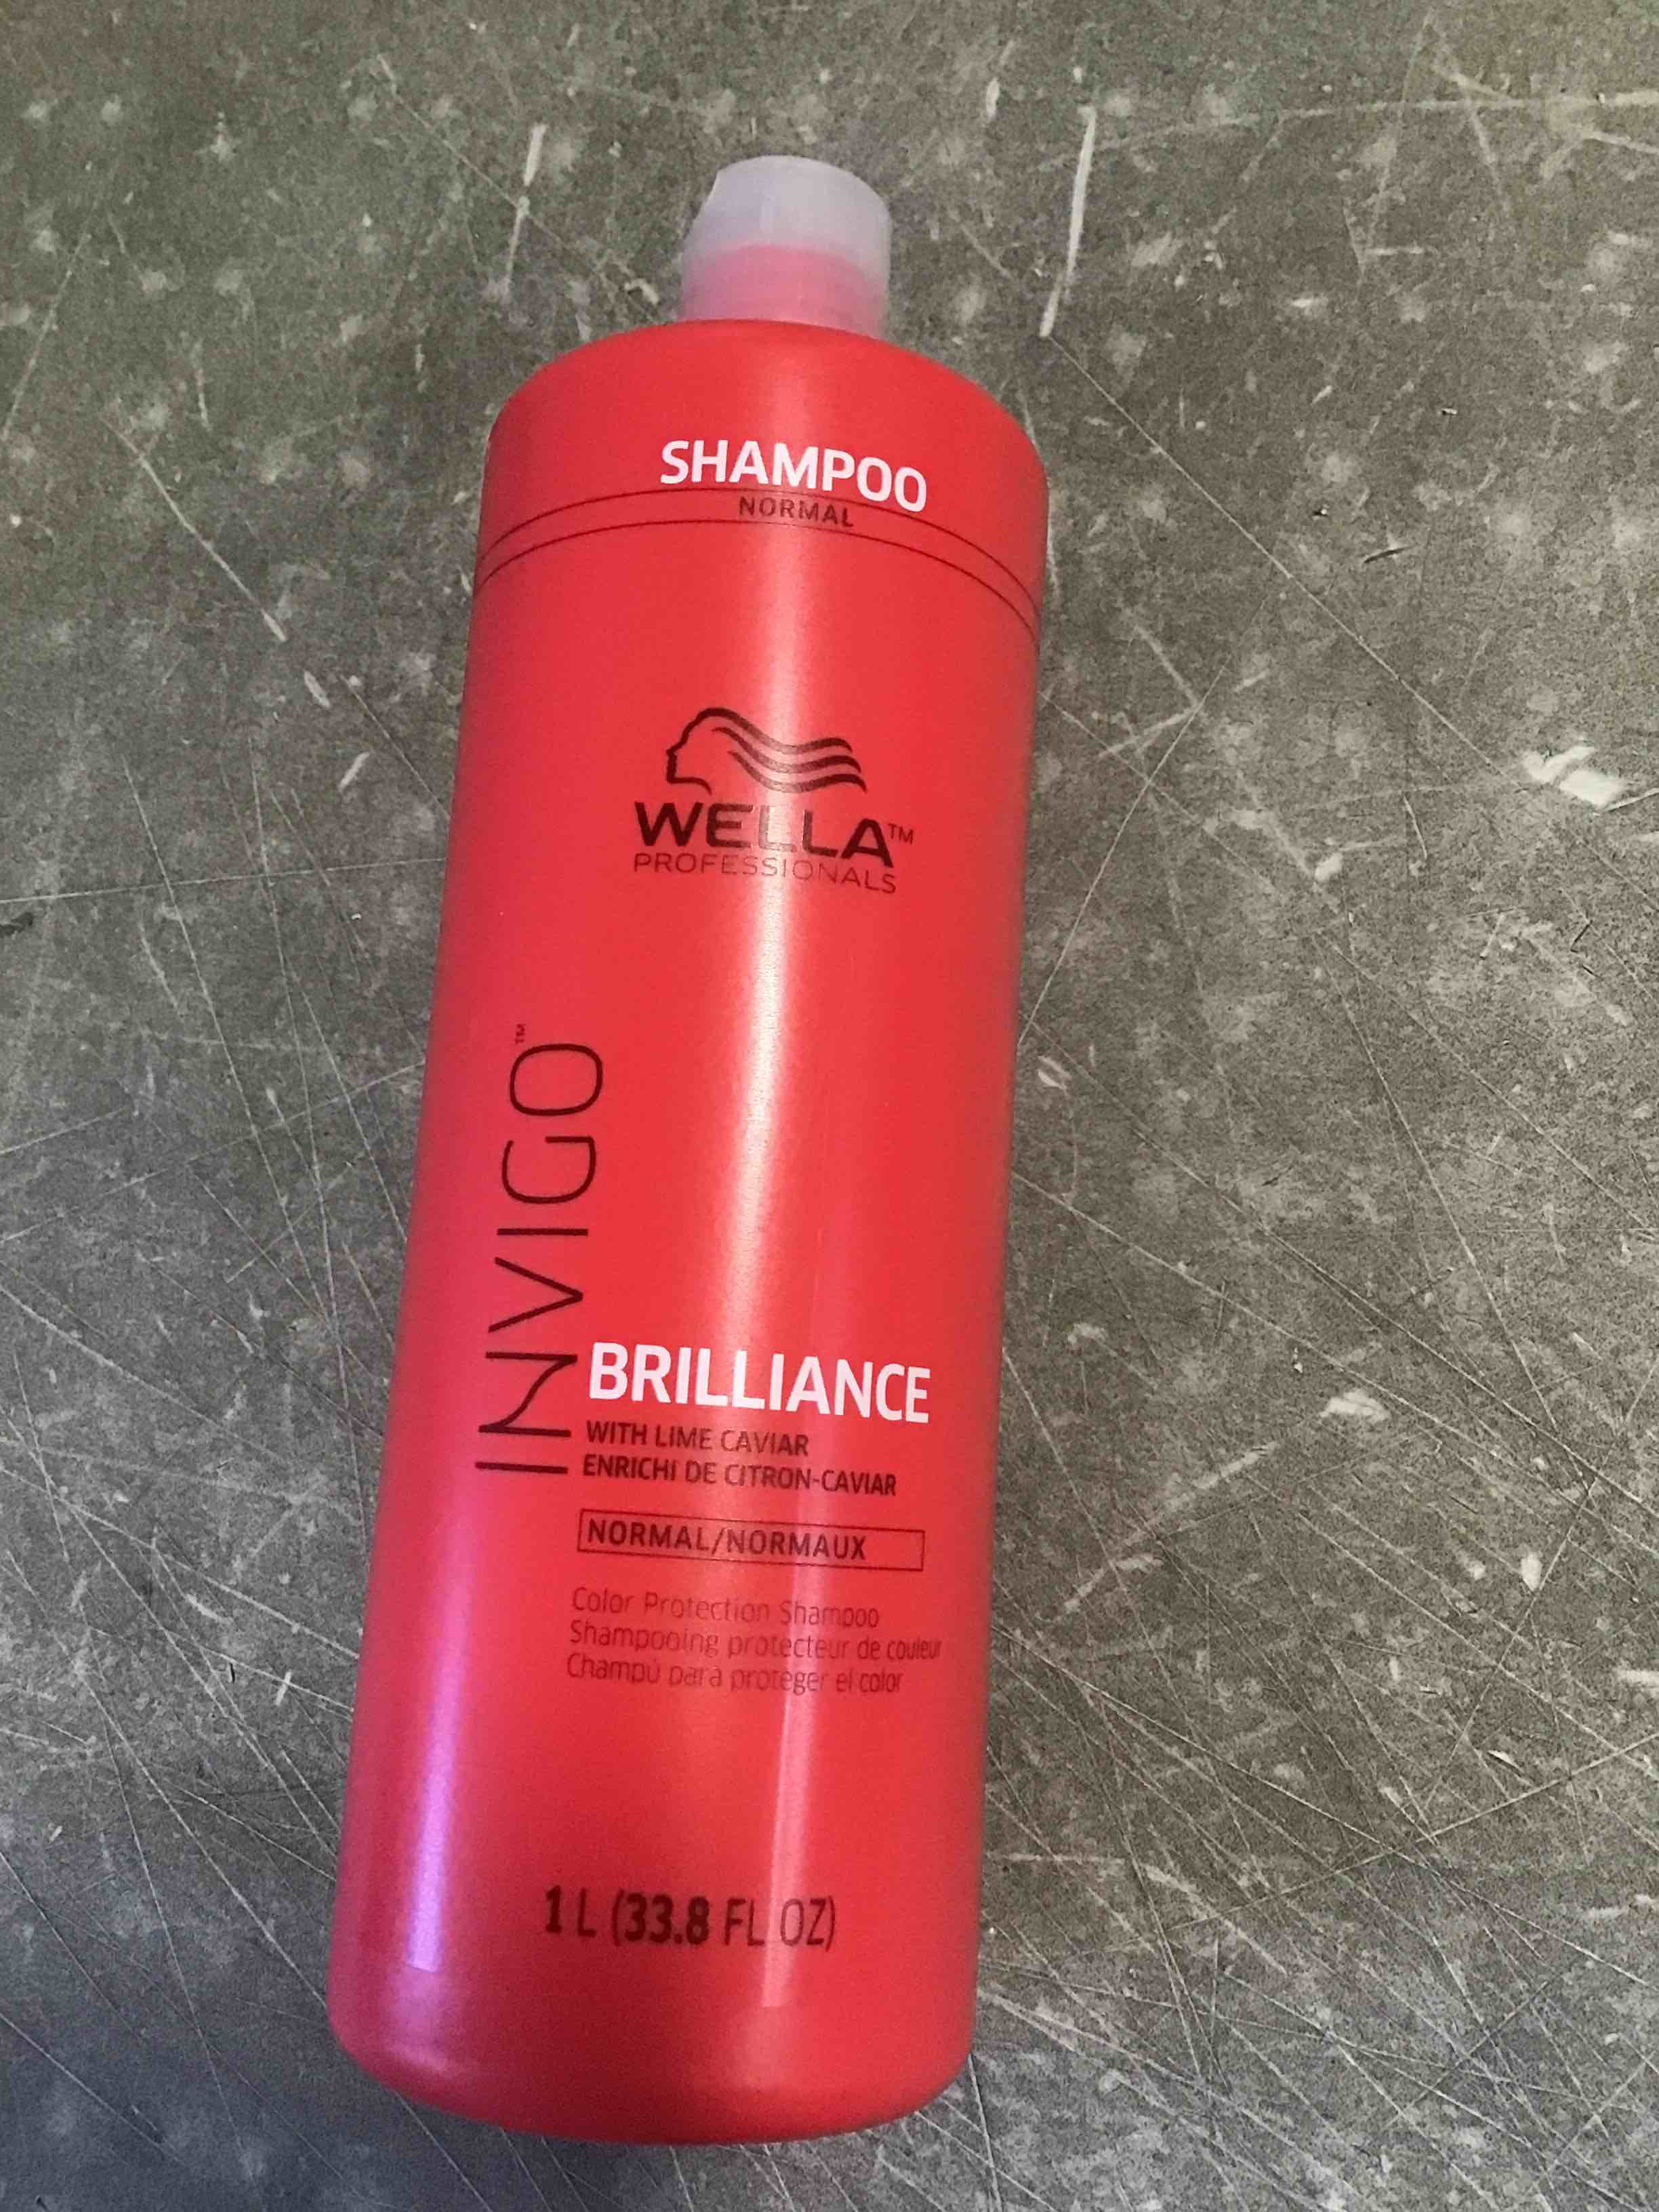 SHAMPOO
NORMAL
WELLA™
PROFESSIONALS
INVIGO™
BRILLIANCE
WITH LIME CAVIAR
ENRICHI DE CITRON-CAVIAR
NORMAL/NORMAUX
Color Protection Shampoo
Shampooing protecteur de couleur
Champú para proteger el color
1 L (33.8 FL OZ)